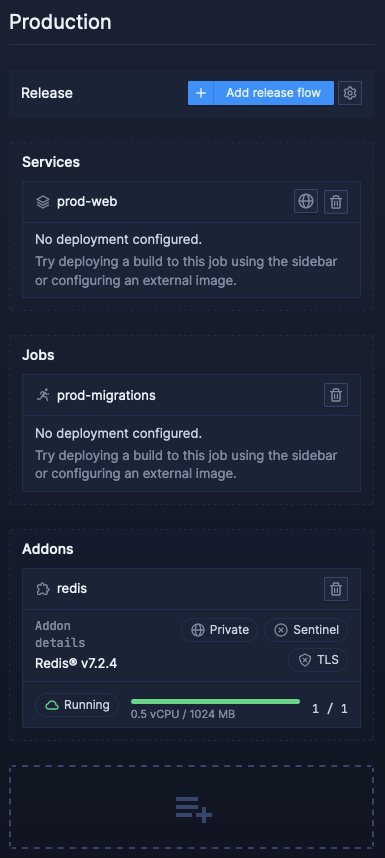 Production
Release
+ Add release flow
Services
prod-web
No deployment configured.
Try deploying a build to this job using the sidebar
or configuring an external image.
Jobs
prod-migrations
No deployment configured.
Try deploying a build to this job using the sidebar
or configuring an external image.
Addons
redis
Addon
details
Redis® v7.2.4
Private
Sentinel
TLS
Running
0.5 vCPU / 1024 MB
1 / 1